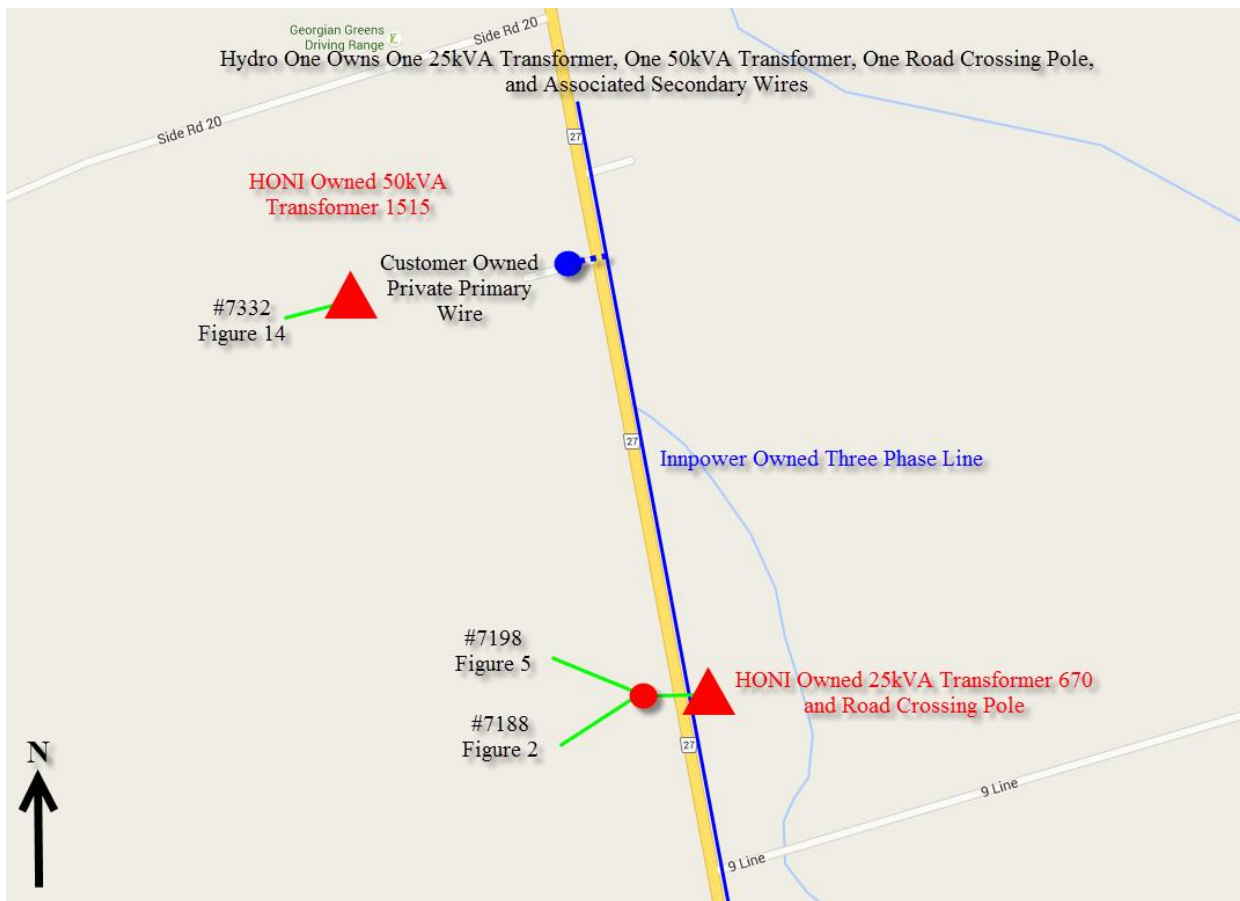 Georgian Greens
Driving Range
Side Rd 20
Hydro One Owns One 25kVA Transformer, One 50kVA Transformer, One Road Crossing Pole,
and Associated Secondary Wires
Side Rd 20
27
HONI Owned 50kVA
Transformer 1515
Customer Owned
Private Primary
Wire
#7332
Figure 14
27
Innpower Owned Three Phase Line
#7198
Figure 5
HONI Owned 25kVA Transformer 670
and Road Crossing Pole
#7188
Figure 2
27
N
9 Line
9 Line